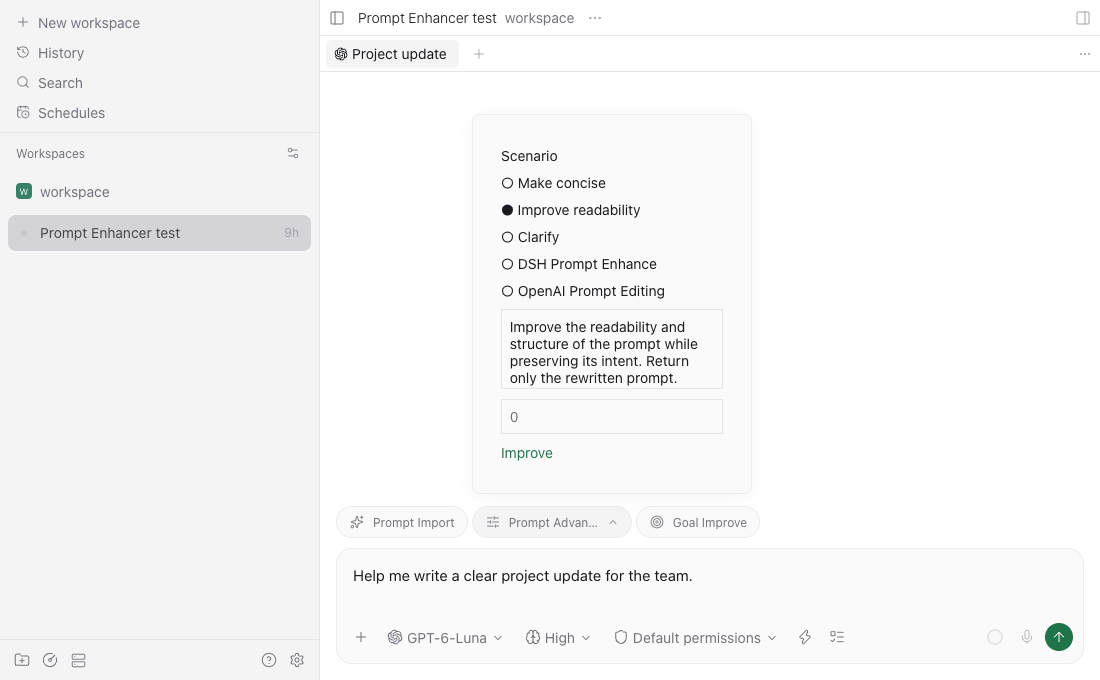 New workspace
History
Search
Schedules
Workspaces
W workspace
Prompt Enhancer test 9h
Prompt Enhancer test workspace
Project update
Scenario
Make concise
Improve readability
Clarify
DSH Prompt Enhance
OpenAI Prompt Editing
Improve the readability and
structure of the prompt while
preserving its intent. Return
only the rewritten prompt.
0
Improve
Prompt Import
Prompt Advan...
Goal Improve
Help me write a clear project update for the team.
GPT-6-Luna
High
Default permissions